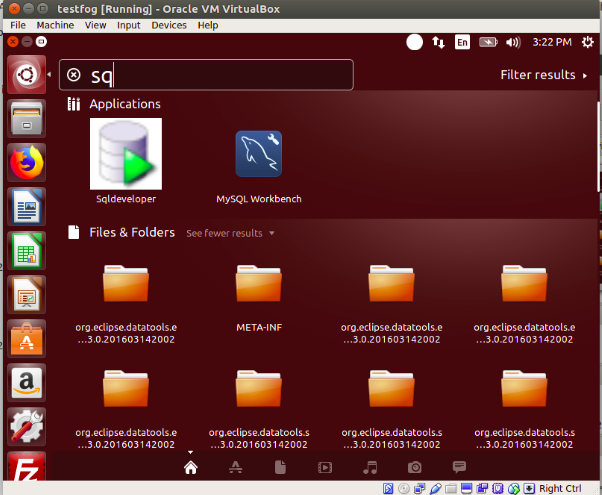 testfog [Running] - Oracle VM VirtualBox
File Machine View Input Devices Help
En 3:22 PM
sq
Filter results
Applications
Sqldeveloper
MySQL Workbench
Files & Folders See fewer results
org.eclipse.datatools.e
...3.0.201603142002
META-INF
org.eclipse.datatools.e
...3.0.201603142002
org.eclipse.datatools.e
...3.0.201603142002
org.eclipse.datatools.e
...3.0.201603142002
org.eclipse.datatools.s
...3.0.201603142002
org.eclipse.datatools.s
...3.0.201603142002
org.eclipse.datatools.s
...3.0.201603142002
a
FZ
Right Ctrl